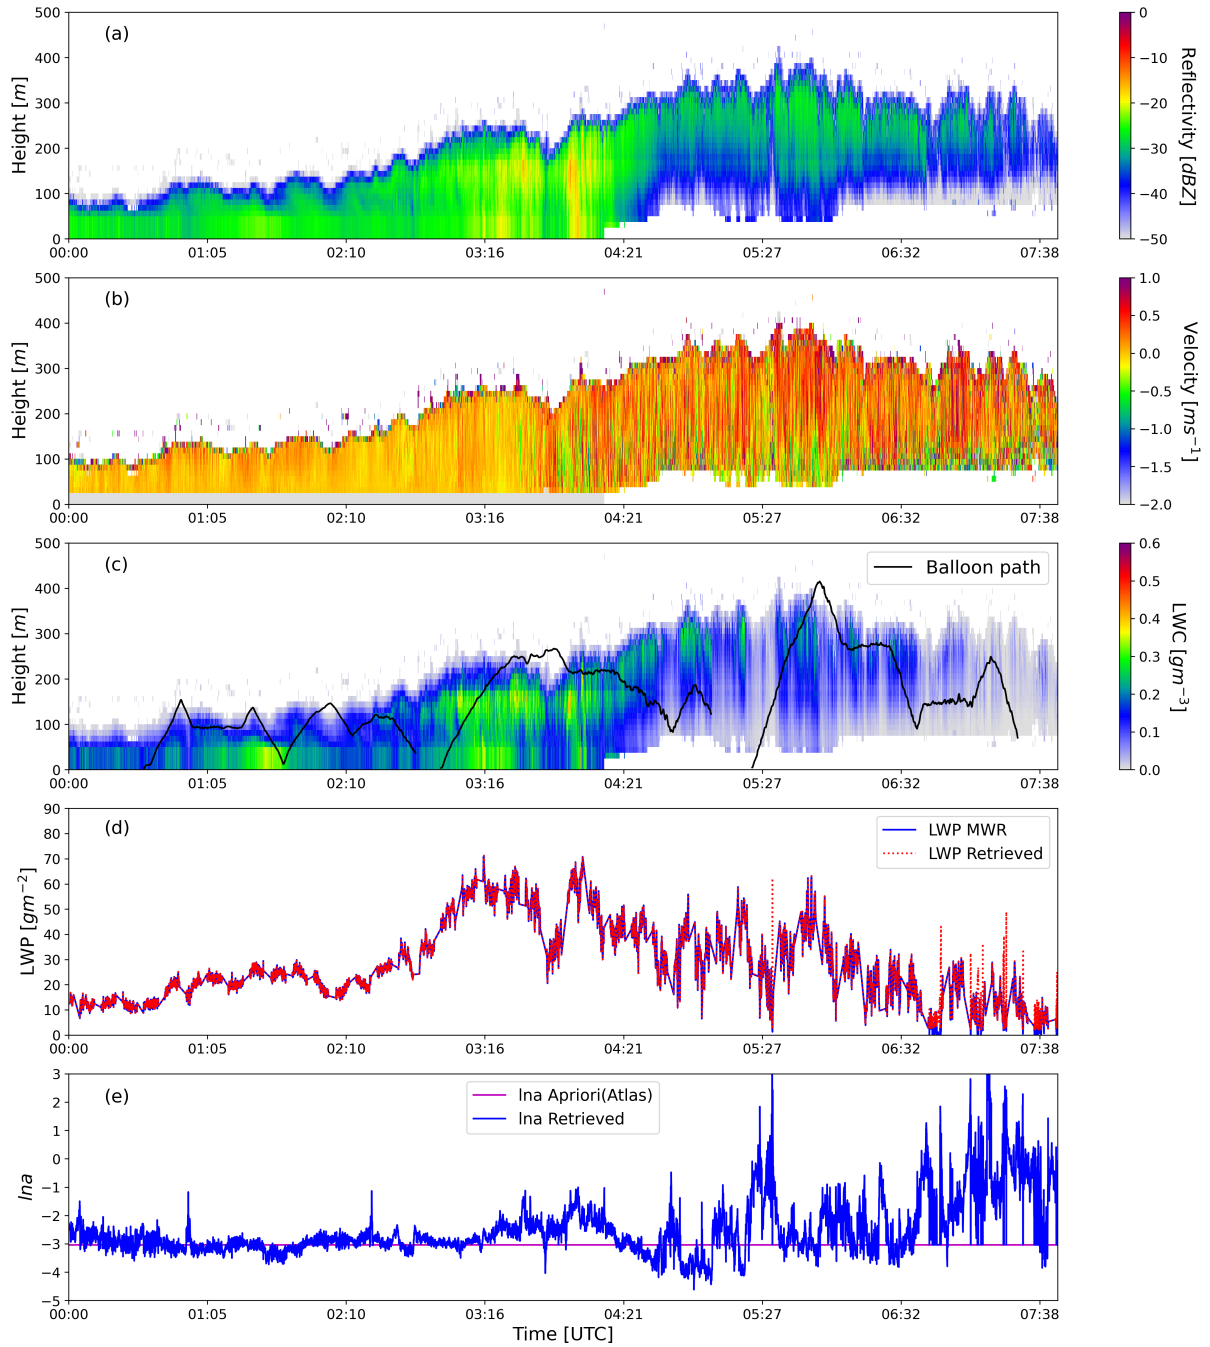 (a)
Height [m]
500
400
300
200
100
0
00:00 01:05 02:10 03:16 04:21 05:27 06:32 07:38
0
−10
−20
−30
−40
−50
Reflectivity [dBZ]
(b)
Height [m]
500
400
300
200
100
0
00:00 01:05 02:10 03:16 04:21 05:27 06:32 07:38
1.0
0.5
0.0
−0.5
−1.0
−1.5
−2.0
Velocity [ms⁻¹]
(c)
Balloon path
Height [m]
500
400
300
200
100
0
00:00 01:05 02:10 03:16 04:21 05:27 06:32 07:38
0.6
0.5
0.4
0.3
0.2
0.1
0.0
LWC [gm⁻³]
(d)
LWP MWR
LWP Retrieved
LWP [gm⁻²]
90
80
70
60
50
40
30
20
10
0
00:00 01:05 02:10 03:16 04:21 05:27 06:32 07:38
(e)
lna Apriori(Atlas)
lna Retrieved
lna
3
2
1
0
−1
−2
−3
−4
−5
00:00 01:05 02:10 03:16 04:21 05:27 06:32 07:38
Time [UTC]